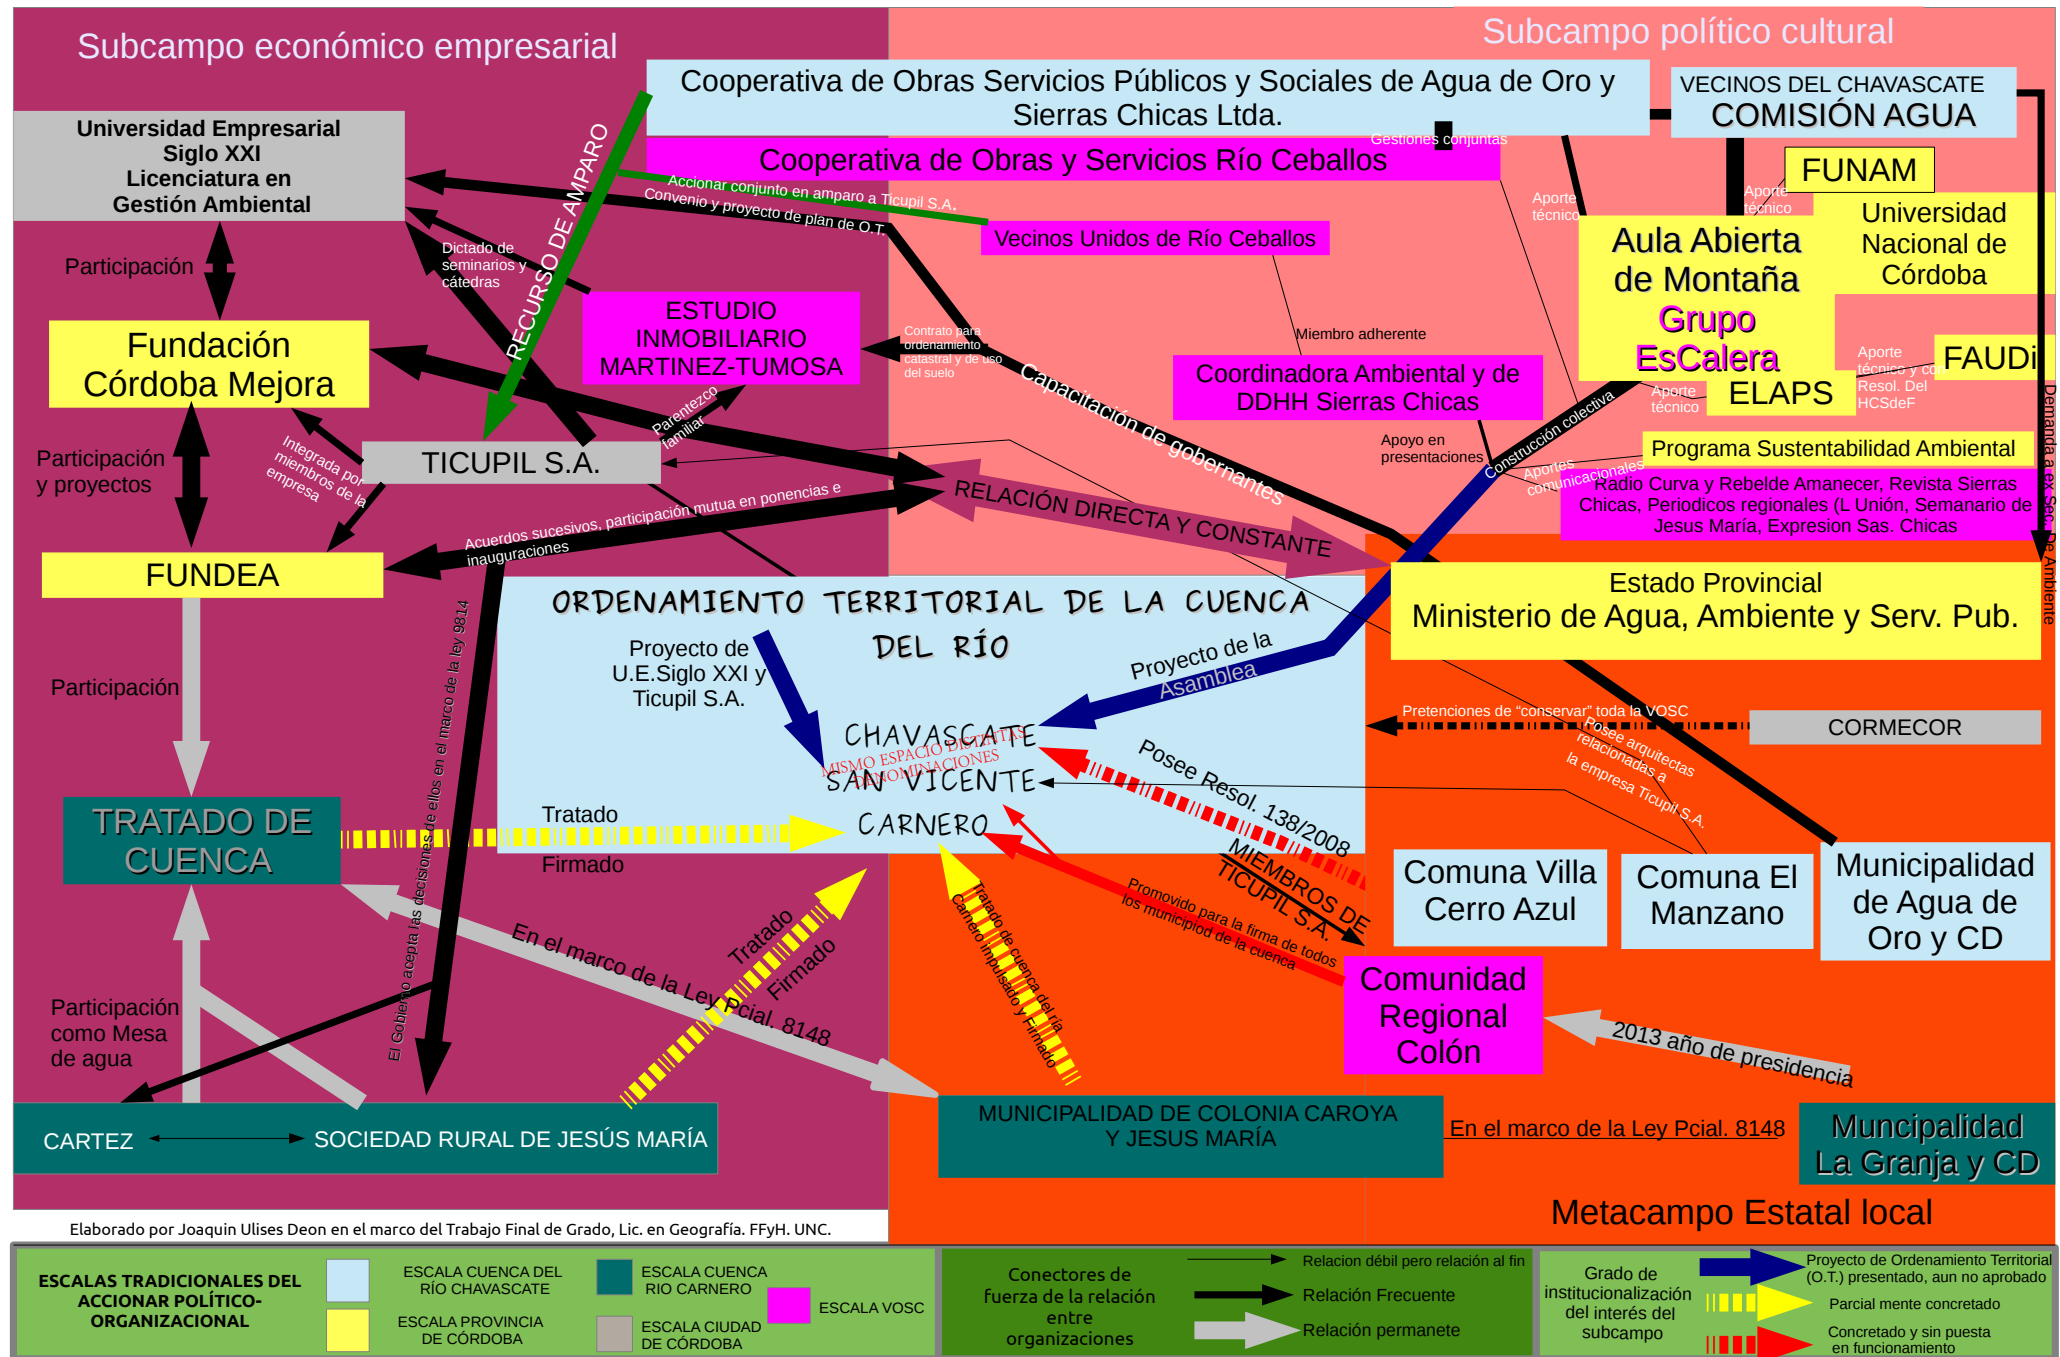 Subcampo económico empresarial
Subcampo político cultural
Cooperativa de Obras Servicios Públicos y Sociales de Agua de Oro y
Sierras Chicas Ltda.
VECINOS DEL CHAVASCATE
COMISIÓN AGUA
Universidad Empresarial
Siglo XXI
Licenciatura en
Gestión Ambiental
Gestiones conjuntas
Cooperativa de Obras y Servicios Río Ceballos
FUNAM
Accionar conjunto en amparo a Ticupil S.A.
Convenio y proyecto de plan de O.T.
RECURSO DE AMPARO
Aporte
técnico
Aporte
técnico
Universidad
Nacional de
Córdoba
Vecinos Unidos de Río Ceballos
Aula Abierta
de Montaña
Grupo
EsCalera
Dictado de
seminarios y
cátedras
Participación
ESTUDIO
INMOBILIARIO
MARTINEZ-TUMOSA
Contrato para
ordenamiento
catastral y de uso
del suelo
Miembro adherente
Fundación
Córdoba Mejora
Coordinadora Ambiental y de
DDHH Sierras Chicas
Capacitación de gobernantes
Construcción colectiva
Aporte
técnico
ELAPS
Aporte
técnico y con
Resol. Del
HCSdeF
FAUDi
Demanda a ex Sec. De Ambiente
Parentezco
familiar
Integrada por
miembros de la
empresa
TICUPIL S.A.
Participación
y proyectos
Apoyo en
presentaciones
Programa Sustentabilidad Ambiental
Aportes
comunicacionales
Radio Curva y Rebelde Amanecer, Revista Sierras
Chicas, Periodicos regionales (L Unión, Semanario de
Jesus María, Expresion Sas. Chicas
RELACIÓN DIRECTA Y CONSTANTE
Acuerdos sucesivos, participación mutua en ponencias e
inauguraciones
FUNDEA
Estado Provincial
Ministerio de Agua, Ambiente y Serv. Pub.
ORDENAMIENTO TERRITORIAL DE LA CUENCA
DEL RÍO
Proyecto de
U.E.Siglo XXI y
Ticupil S.A.
Proyecto de la
Asamblea
El Gobierno acepta las decisiones de ellos en el marco de la ley 9814
Participación
Pretenciones de “conservar” toda la VOSC
CORMECOR
Posee arquitectas
relacionadas a
la empresa Ticupil S.A.
CHAVASCATE
MISMO ESPACIO DISTINTAS
DENOMINACIONES
SAN VICENTE
CARNERO
Posee Resol. 138/2008
TRATADO DE
CUENCA
Tratado
Firmado
MIEMBROS DE
TICUPIL S.A.
Comuna Villa
Cerro Azul
Comuna El
Manzano
Municipalidad
de Agua de
Oro y CD
Promovido para la firma de todos
los municipiod de la cuenca
Tratado de cuenca del ría
Carnero impulsado y Firmado
Tratado
Firmado
En el marco de la Ley Pcial. 8148
Comunidad
Regional
Colón
2013 año de presidencia
Participación
como Mesa
de agua
CARTEZ
SOCIEDAD RURAL DE JESÚS MARÍA
MUNICIPALIDAD DE COLONIA CAROYA
Y JESUS MARÍA
En el marco de la Ley Pcial. 8148
Muncipalidad
La Granja y CD
Metacampo Estatal local
Elaborado por Joaquin Ulises Deon en el marco del Trabajo Final de Grado, Lic. en Geografía. FFyH. UNC.
ESCALAS TRADICIONALES DEL
ACCIONAR POLÍTICO-
ORGANIZACIONAL
ESCALA CUENCA DEL
RÍO CHAVASCATE
ESCALA PROVINCIA
DE CÓRDOBA
ESCALA CUENCA
RIO CARNERO
ESCALA CIUDAD
DE CÓRDOBA
ESCALA VOSC
Conectores de
fuerza de la relación
entre
organizaciones
Relacion débil pero relación al fin
Relación Frecuente
Relación permanete
Grado de
institucionalización
del interés del
subcampo
Proyecto de Ordenamiento Territorial
(O.T.) presentado, aun no aprobado
Parcial mente concretado
Concretado y sin puesta
en funcionamiento